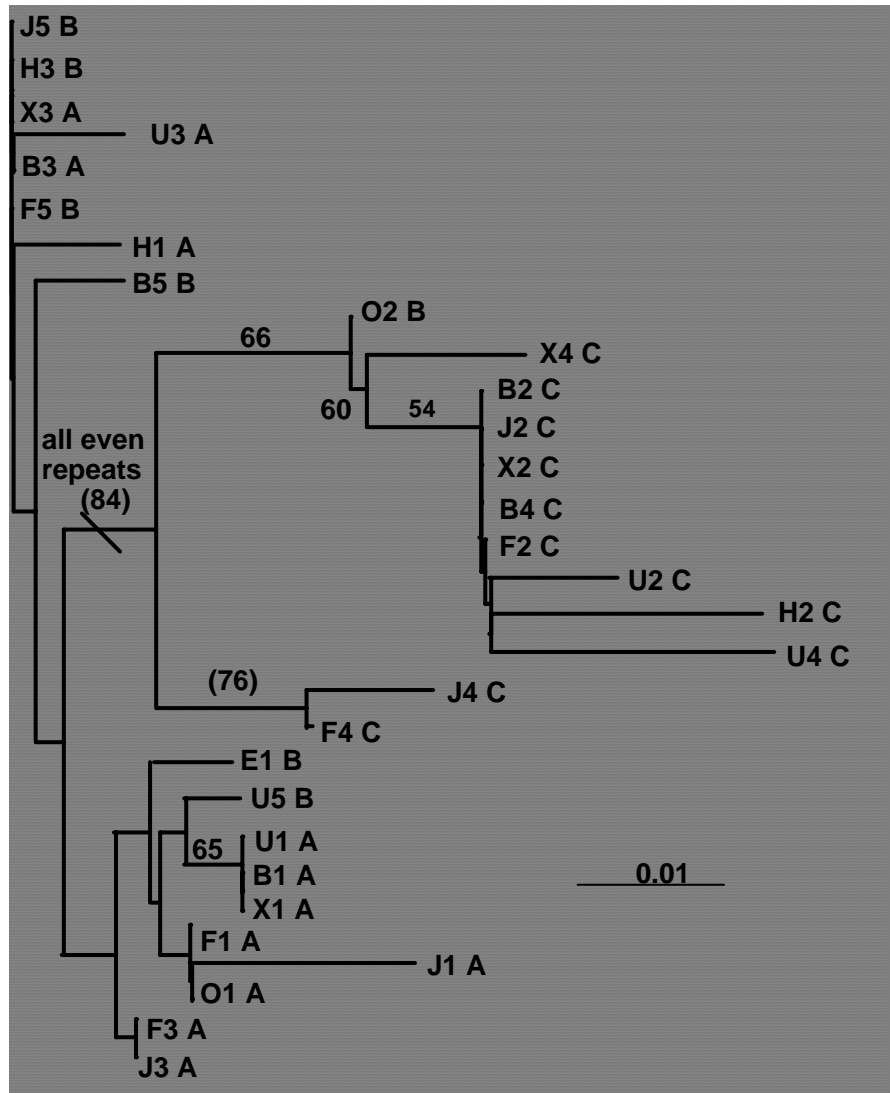 J5 B
H3 B
X3 A
U3 A
B3 A
F5 B
H1 A
B5 B
O2 B
66
X4 C
B2 C
60
54
J2 C
all even
repeats
(84)
X2 C
B4 C
F2 C
U2 C
H2 C
U4 C
(76)
J4 C
F4 C
E1 B
U5 B
U1 A
65
B1 A
0.01
X1 A
F1 A
J1 A
O1 A
F3 A
J3 A